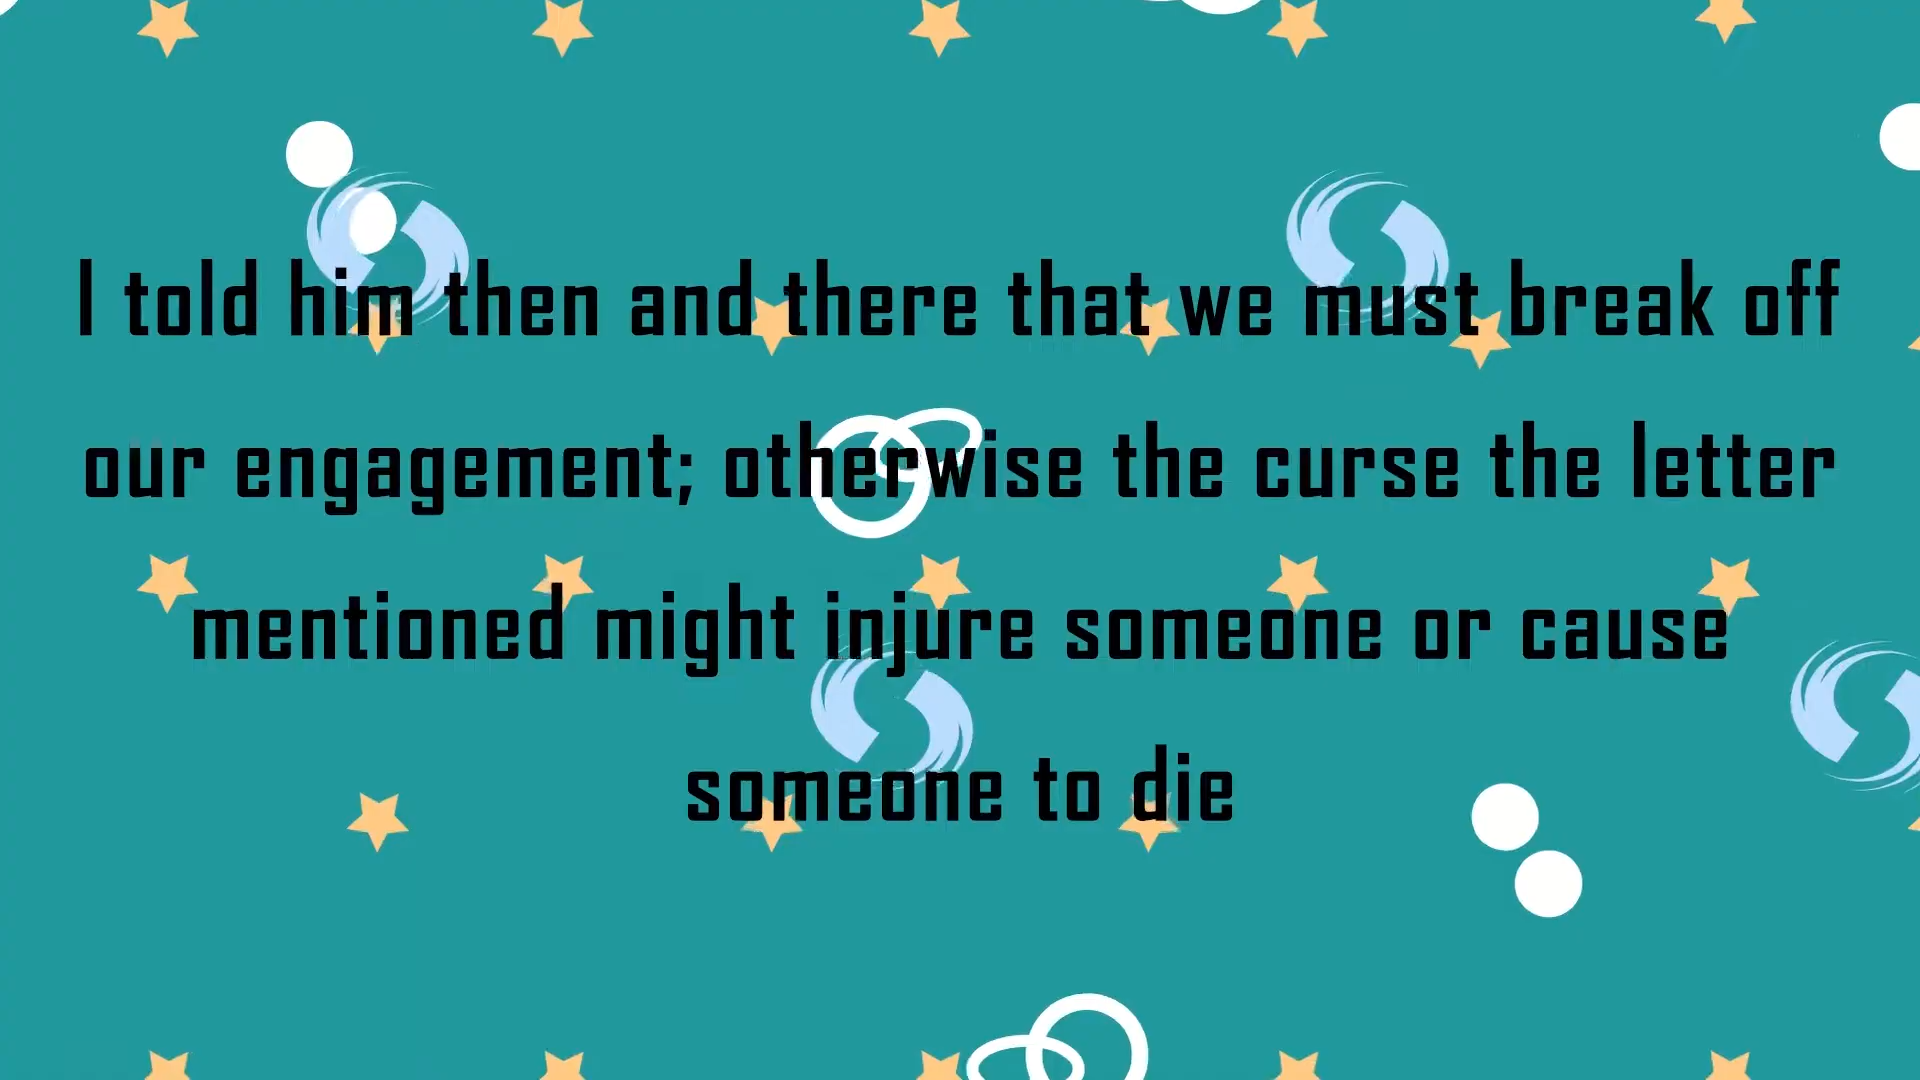 I told him then and there that we must break off
our engagement; otherwise the curse the letter
mentioned might injure someone or cause
someone to die